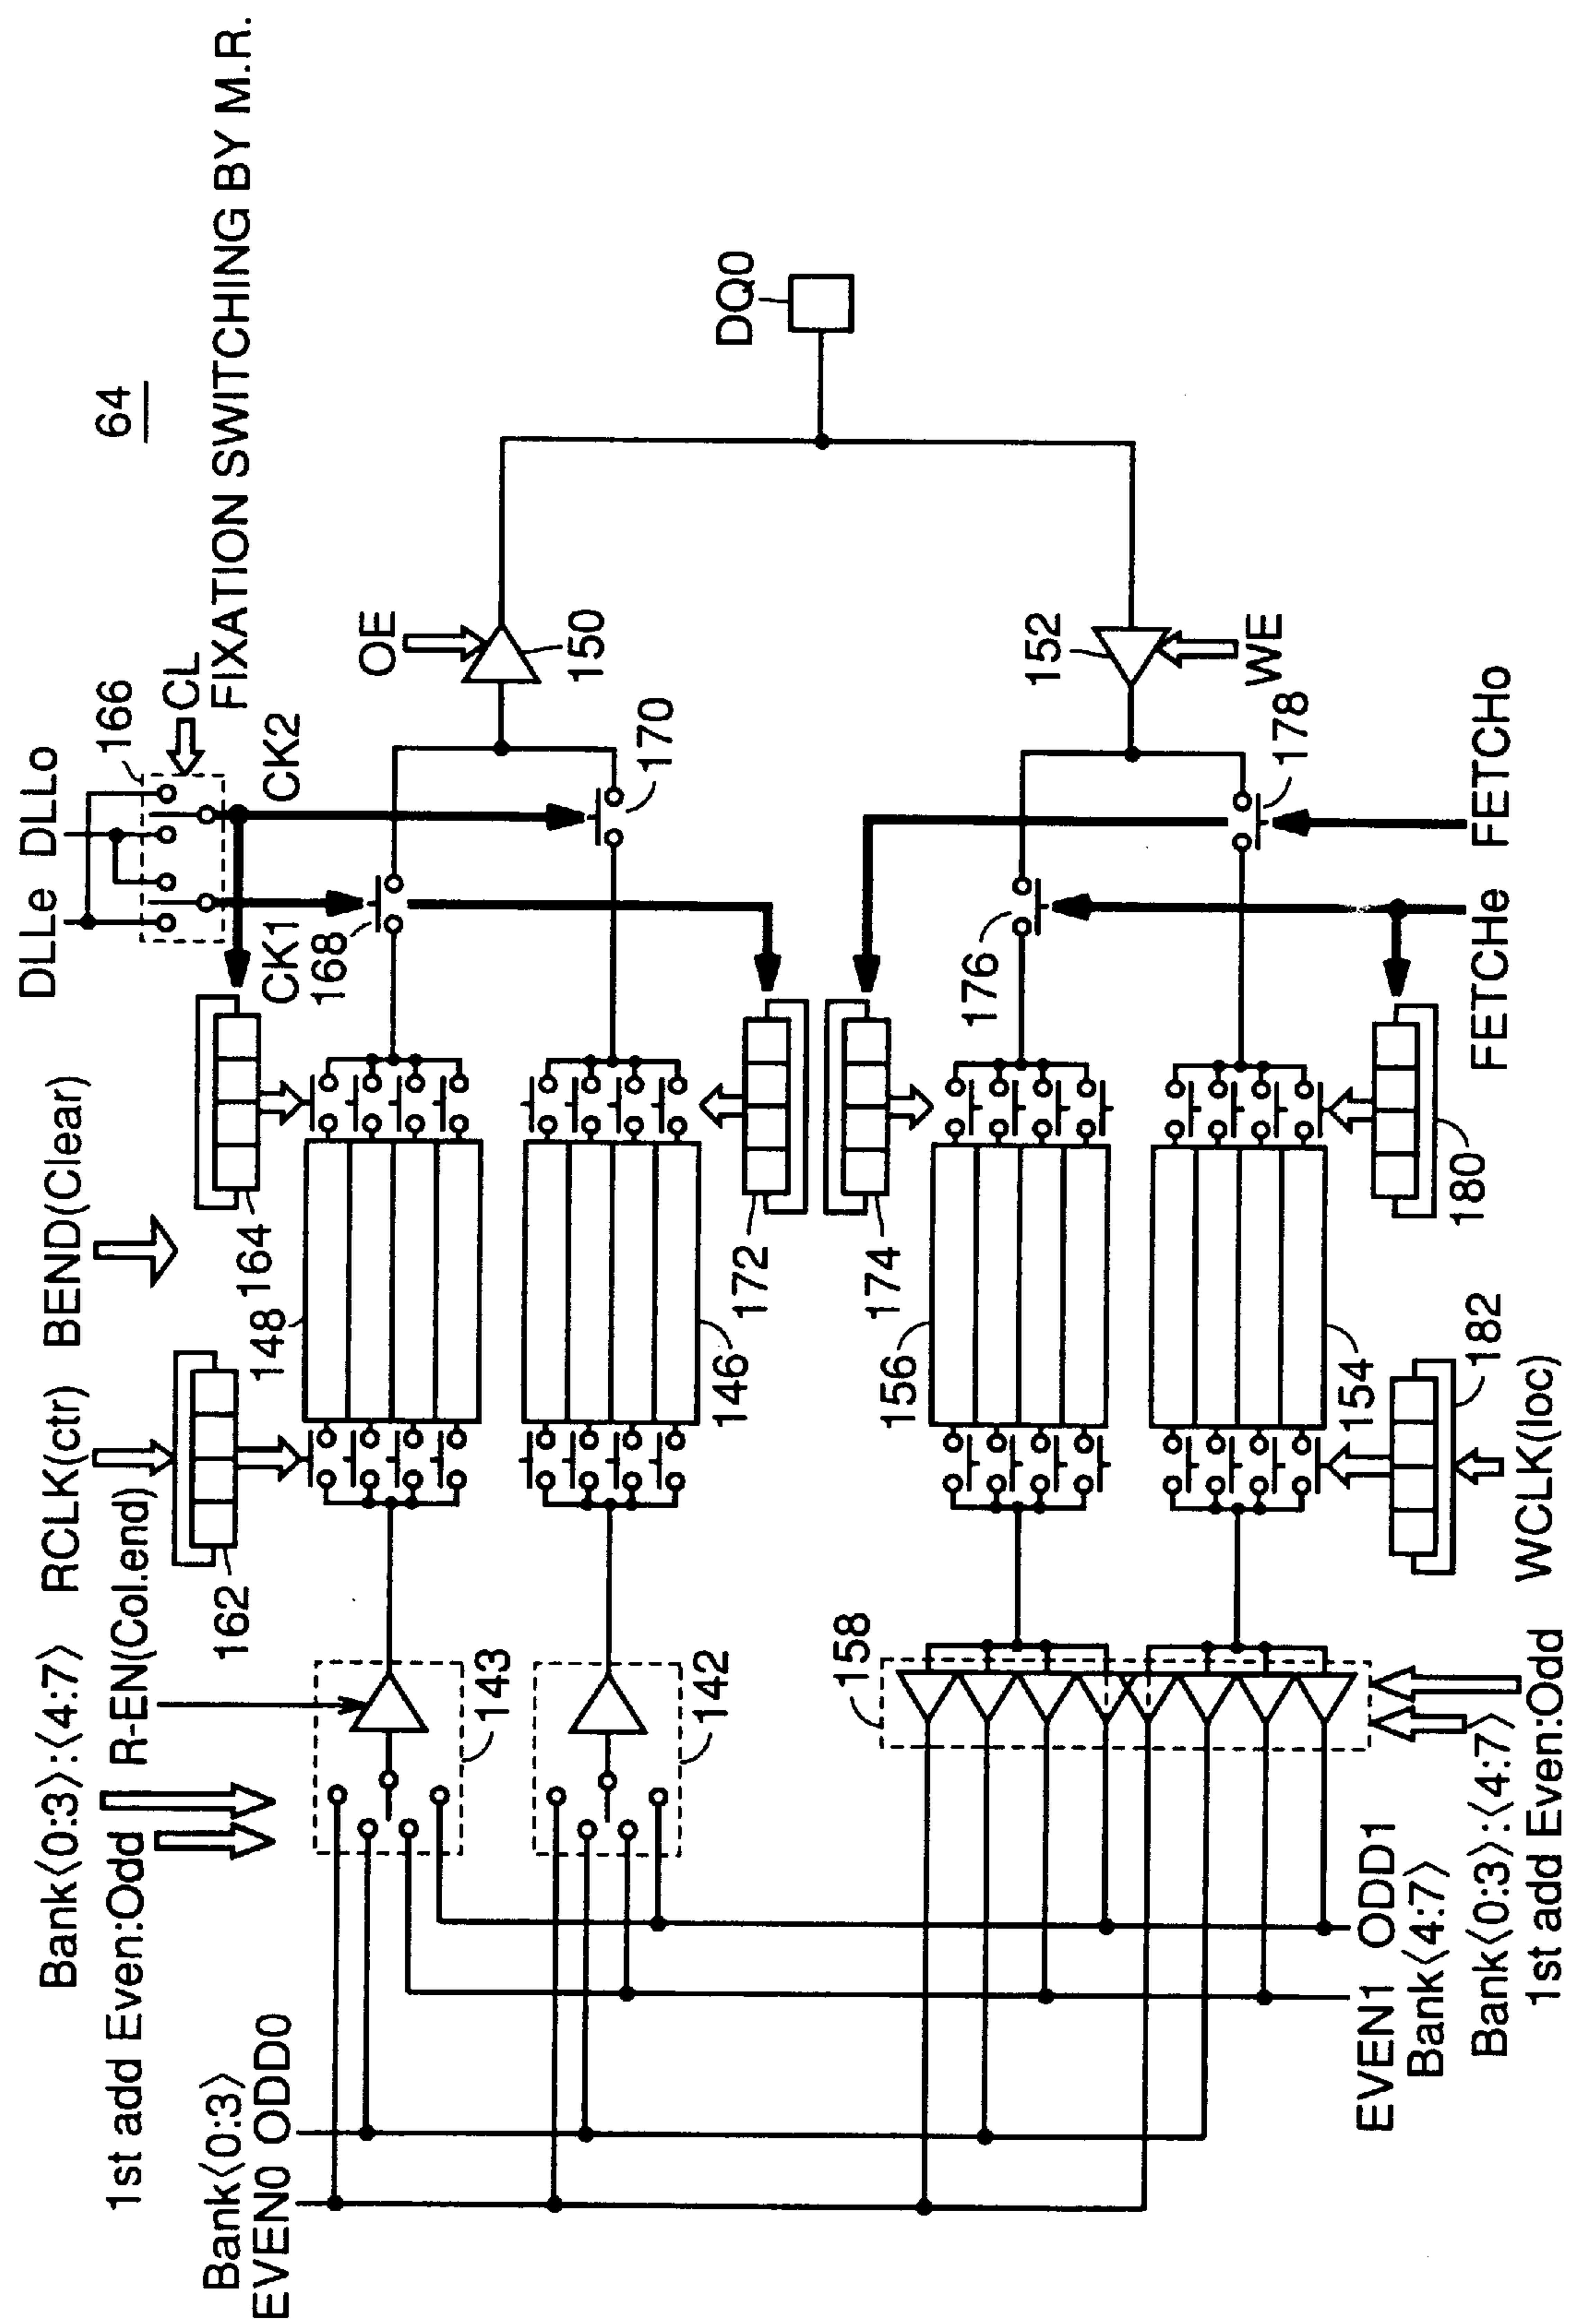 64
FIXATION SWITCHING BY M.R.
DLLe DLLo
166
CL
CK2
CK1
168
170
OE
150
DQ0
152
WE
176
178
FETCHe FETCHo
BEND(Clear)
164
148
172
146
174
156
180
154
182
WCLK(loc)
RCLK(ctr)
R-EN(Col.end)
162
Bank〈0:3〉:〈4:7〉
1st add Even:Odd
143
142
158
Bank〈0:3〉
EVEN0 ODD0
EVEN1 ODD1
Bank〈4:7〉
Bank〈0:3〉:〈4:7〉
1st add Even:Odd